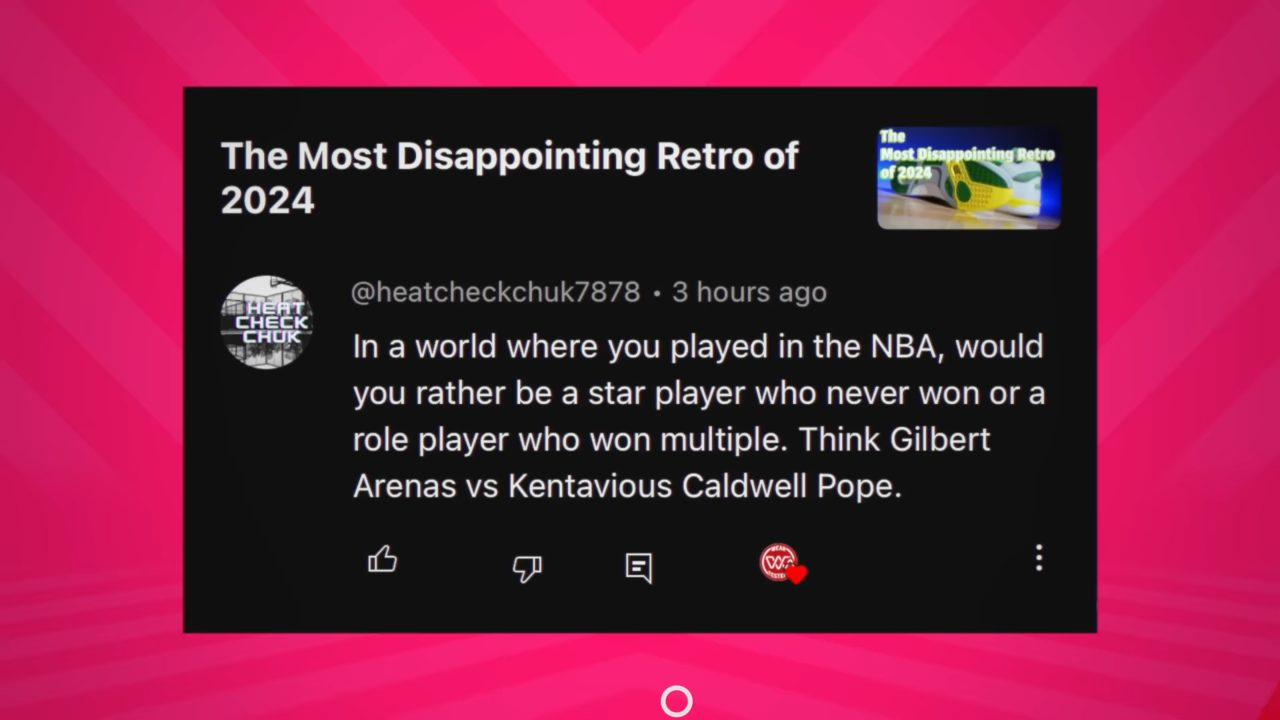 The Most Disappointing Retro of
2024
The
Most Disappointing Retro
of 2024
HEAT
CHECK
CHUK
@heatcheckchuk7878 • 3 hours ago
In a world where you played in the NBA, would
you rather be a star player who never won or a
role player who won multiple. Think Gilbert
Arenas vs Kentavious Caldwell Pope.